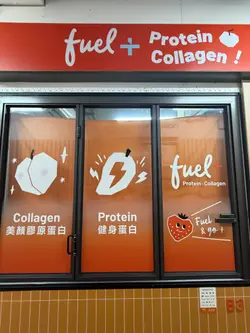 fuel + Protein
Collagen !
Collagen
美顏膠原蛋白
Protein
健身蛋白
fuel+
Protein・Collagen
Fuel
& go!